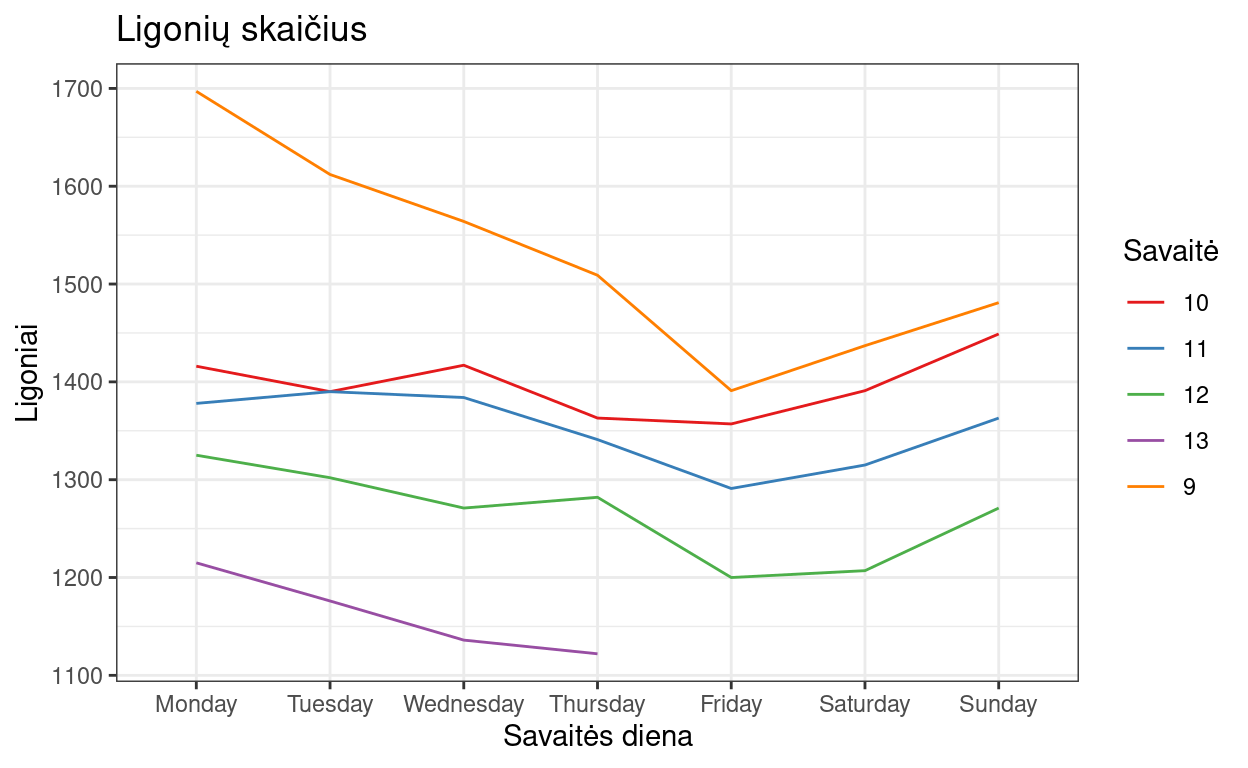 Ligonių skaičius
1700
1600
1500
1400
1300
1200
1100
Ligoniai
Monday Tuesday Wednesday Thursday Friday Saturday Sunday
Savaitės diena
Savaitė
10
11
12
13
9